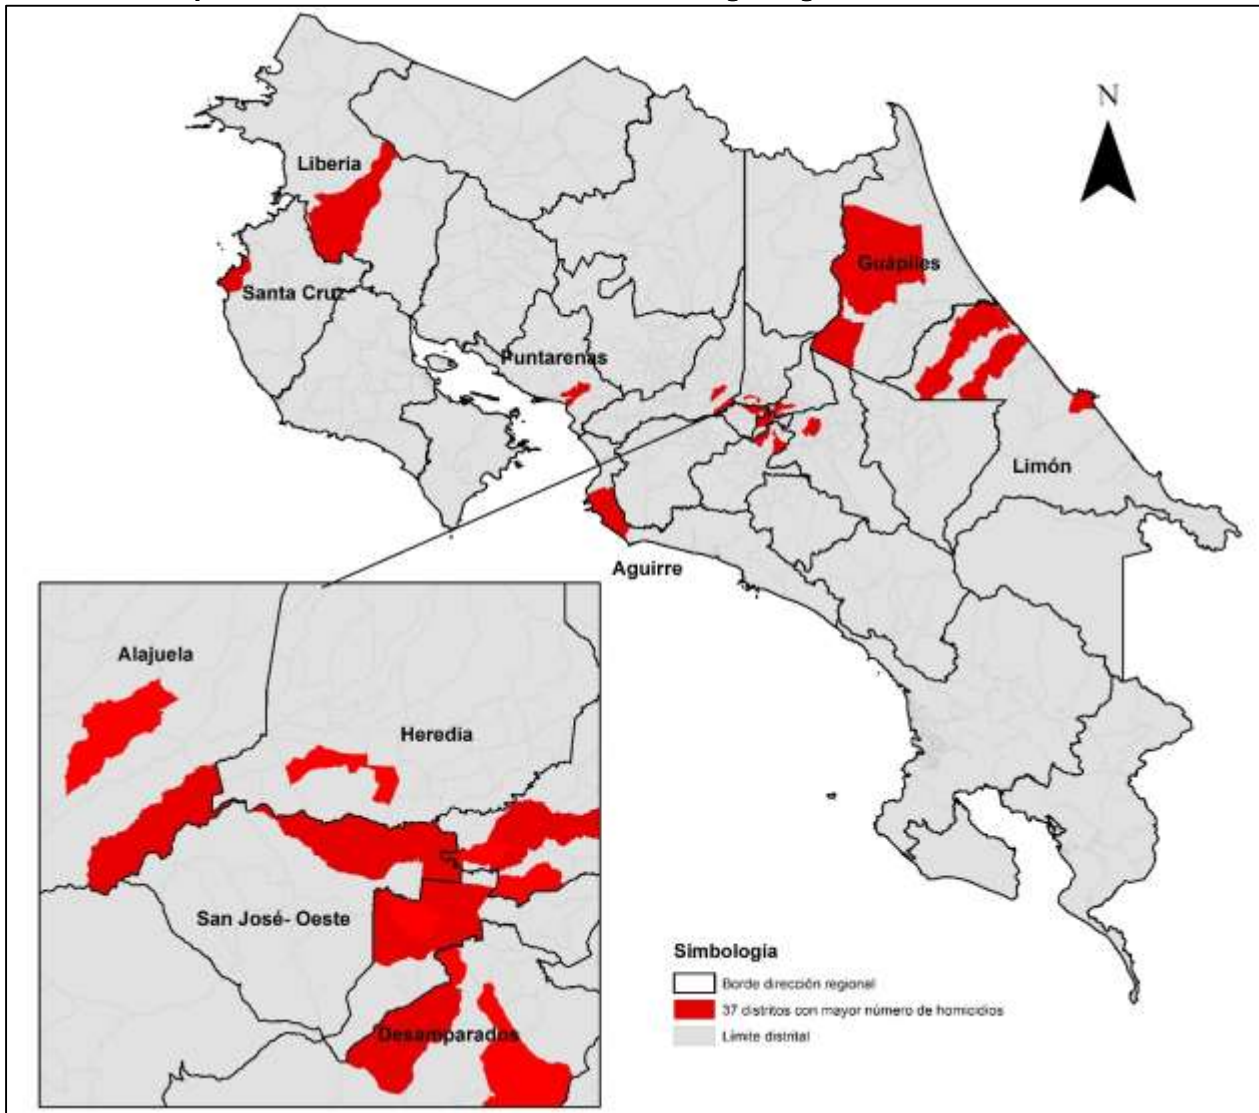 N
Liberia
Guápiles
Santa Cruz
Puntarenas
Limón
Aguirre
Alajuela
Heredia
San José- Oeste
Desamparados
Simbología
Borde dirección regional
37 distritos con mayor número de homicidios
Límite distrital